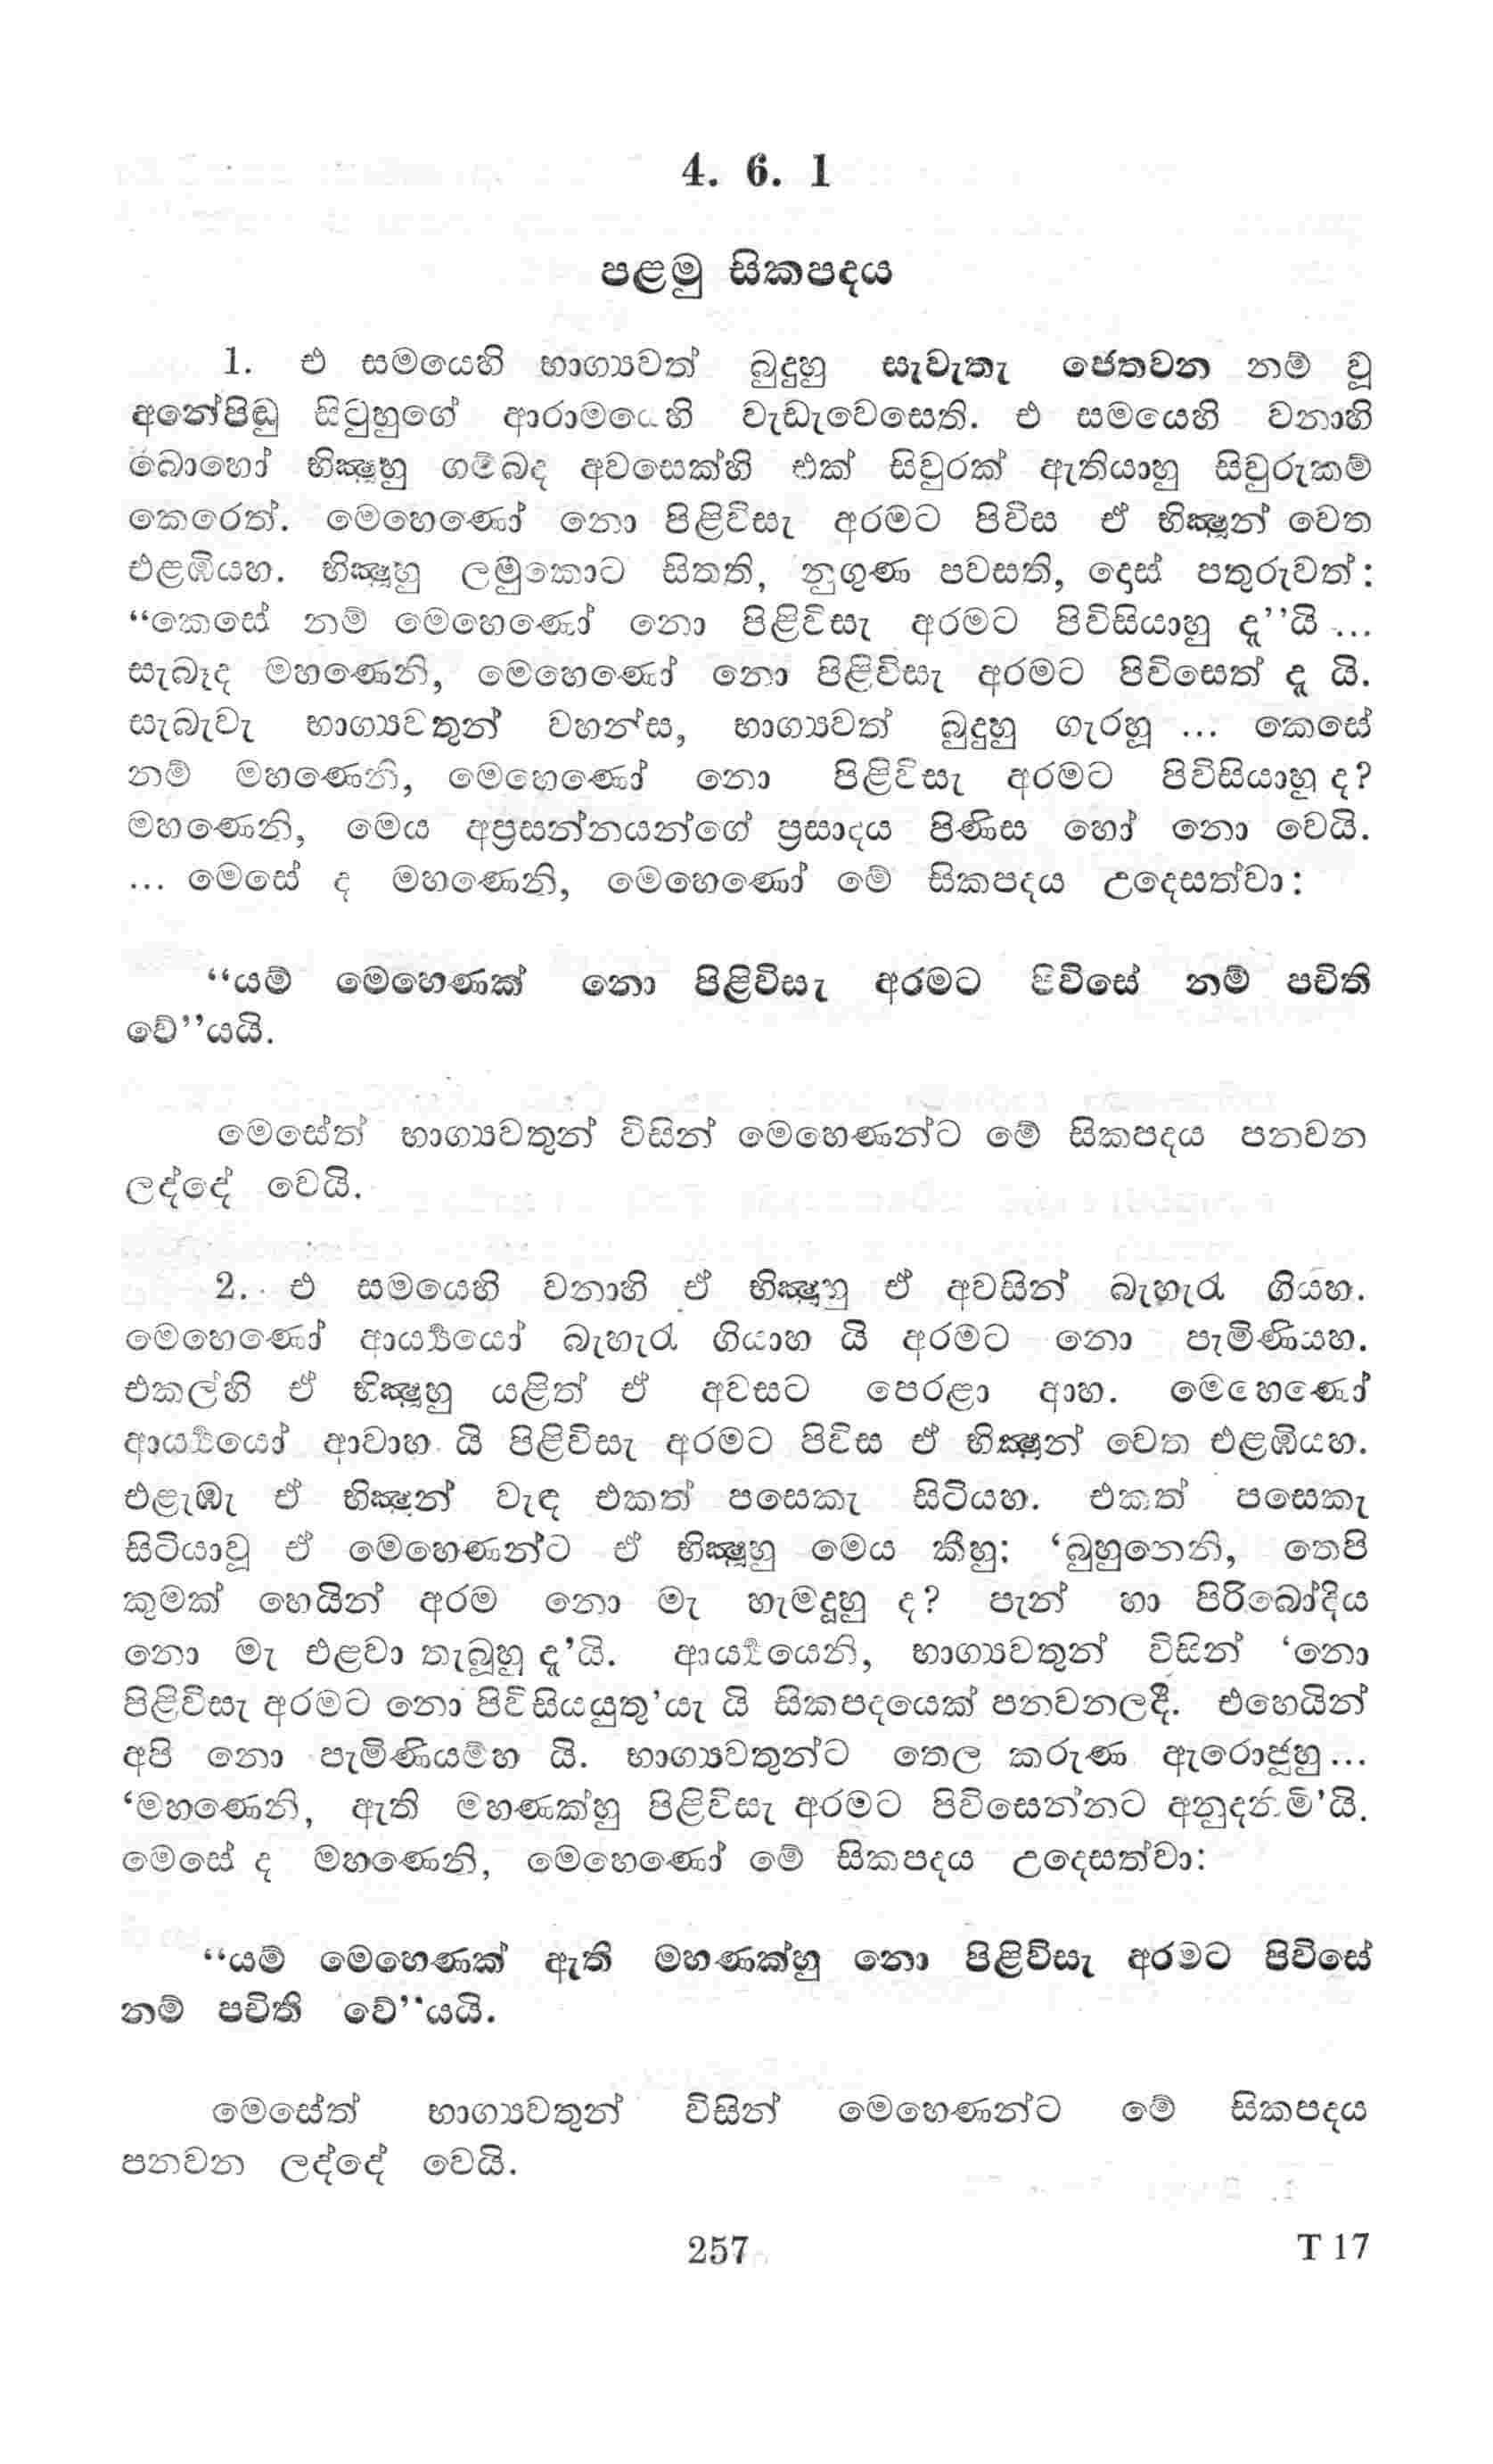 4. 6. 1
පළමු සිකපදය
1. එ සමයෙහි භාග්‍යවත් බුදුහු සැවැතැ ජෙතවන නම් වූ
අනේපිඬු සිටුහුගේ ආරාමයෙහි වැඩැවෙසෙති. එ සමයෙහි වනාහි
බොහෝ භික්‍ෂූහු ගම්බද අවසෙක්හි එක් සිවුරක් ඇතියාහු සිවුරුකම්
කෙරෙත්. මෙහෙණෝ නො පිළිවිසැ අරමට පිවිස ඒ භික්‍ෂූන් වෙත
එළඹියහ. භික්‍ෂූහු ලමුකොට සිතති, නුගුණ පවසති, දොස් පතුරුවත්:
“කෙසේ නම් මෙහෙණෝ නො පිළිවිසැ අරමට පිවිසියාහු දැ’’යි ...
සැබෑද මහණෙනි, මෙහෙණෝ නො පිළිවිසැ අරමට පිවිසෙත් දැ යි.
සැබැවැ භාග්‍යවතුන් වහන්ස, භාග්‍යවත් බුදුහු ගැරහූ ... කෙසේ
නම් මහණෙනි, මෙහෙණෝ නො පිළිවිසැ අරමට පිවිසියාහු ද?
මහණෙනි, මෙය අප්‍රසන්නයන්ගේ ප්‍රසාදය පිණිස හෝ නො වෙයි.
... මෙසේ ද මහණෙනි, මෙහෙණෝ මේ සිකපදය උදෙසත්වා:
“යම් මෙහෙණක් නො පිළිවිසැ අරමට පිවිසේ නම් පචිති
වේ’’යයි.
මෙසේත් භාග්‍යවතුන් විසින් මෙහෙණන්ට මේ සිකපදය පනවන
ලද්දේ වෙයි.
2. එ සමයෙහි වනාහි ඒ භික්‍ෂූහු ඒ අවසින් බැහැරැ ගියහ.
මෙහෙණෝ ආර්‍ය්‍යයෝ බැහැරැ ගියාහ යි අරමට නො පැමිණියහ.
එකල්හි ඒ භික්‍ෂූහු යළිත් ඒ අවසට පෙරළා ආහ. මෙහෙණෝ
ආර්‍ය්‍යයෝ ආවාහ යි පිළිවිසැ අරමට පිවිස ඒ භික්‍ෂූන් වෙත එළඹියහ.
එළැඹැ ඒ භික්‍ෂූන් වැඳ එකත් පසෙකැ සිටියහ. එකත් පසෙකැ
සිටියාවූ ඒ මෙහෙණන්ට ඒ භික්‍ෂූහු මෙය කීහු: ‘බුහුනෙනි, තෙපි
කුමක් හෙයින් අරම නො මැ හැමදූහු ද? පැන් හා පිරිබෝදිය
නො මැ එළවා තැබූහු දැ’යි. ආර්‍ය්‍යයෙනි, භාග්‍යවතුන් විසින් ‘නො
පිළිවිසැ අරමට නො පිවිසියයුතු’යැ යි සිකපදයෙක් පනවනලදී. එහෙයින්
අපි නො පැමිණියම්හ යි. භාග්‍යවතුන්ට තෙල කරුණ ඇරොජූහු ...
‘මහණෙනි, ඇති මහණක්හු පිළිවිසැ අරමට පිවිසෙන්නට අනුදනිමි’යි.
මෙසේ ද මහණෙනි, මෙහෙණෝ මේ සිකපදය උදෙසත්වා:
“යම් මෙහෙණක් ඇති මහණක්හු නො පිළිවිසැ අරමට පිවිසේ
නම් පචිති වේ’’යයි.
මෙසේත් භාග්‍යවතුන් විසින් මෙහෙණන්ට මේ සිකපදය
පනවන ලද්දේ වෙයි.
257 T 17